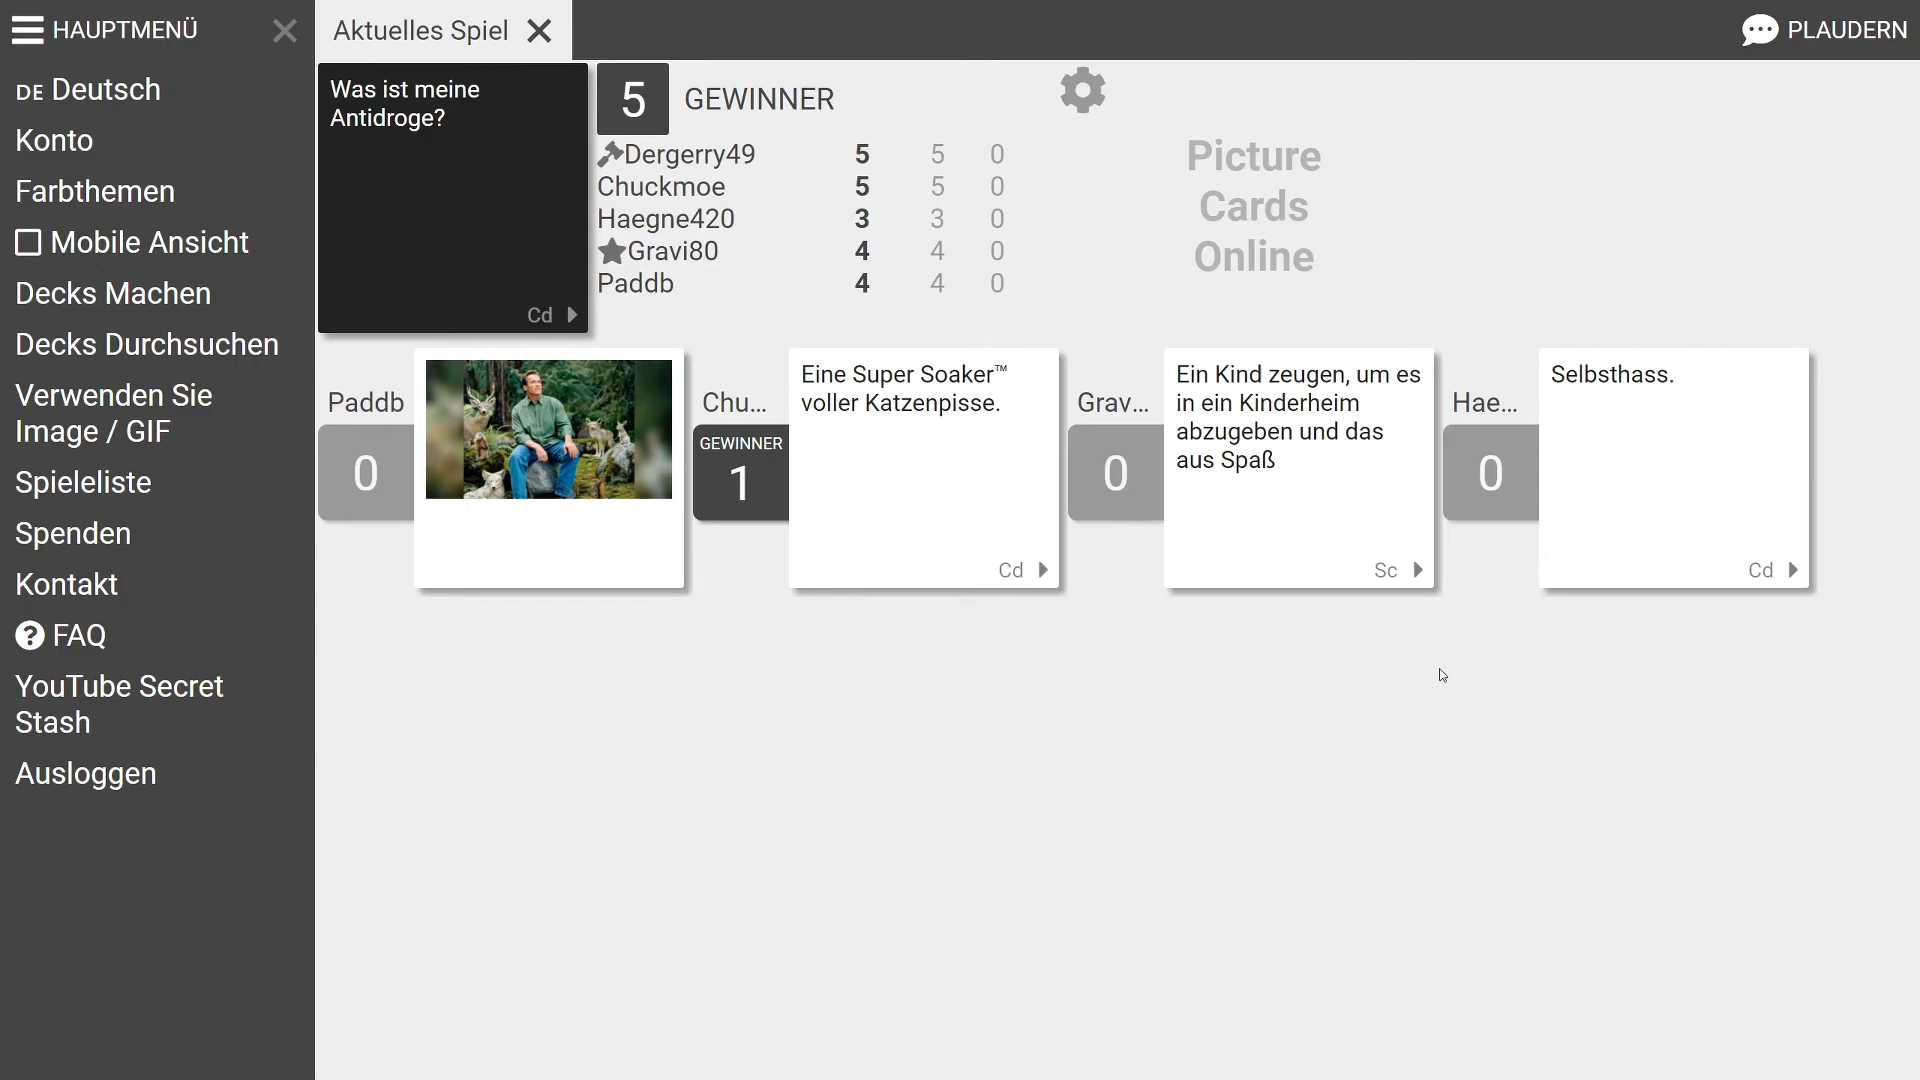 HAUPTMENÜ
DE Deutsch
Konto
Farbthemen
Mobile Ansicht
Decks Machen
Decks Durchsuchen
Verwenden Sie
Image / GIF
Spieleliste
Spenden
Kontakt
? FAQ
YouTube Secret
Stash
Ausloggen
Aktuelles Spiel
PLAUDERN
Was ist meine
Antidroge?
Cd
5 GEWINNER
Dergerry49 5 5 0
Chuckmoe 5 5 0
Haegne420 3 3 0
Gravi80 4 4 0
Paddb 4 4 0
Picture
Cards
Online
Paddb
0
Chu...
GEWINNER
1
Eine Super Soaker™
voller Katzenpisse.
Cd
Grav...
0
Ein Kind zeugen, um es
in ein Kinderheim
abzugeben und das
aus Spaß
Sc
Hae...
0
Selbsthass.
Cd